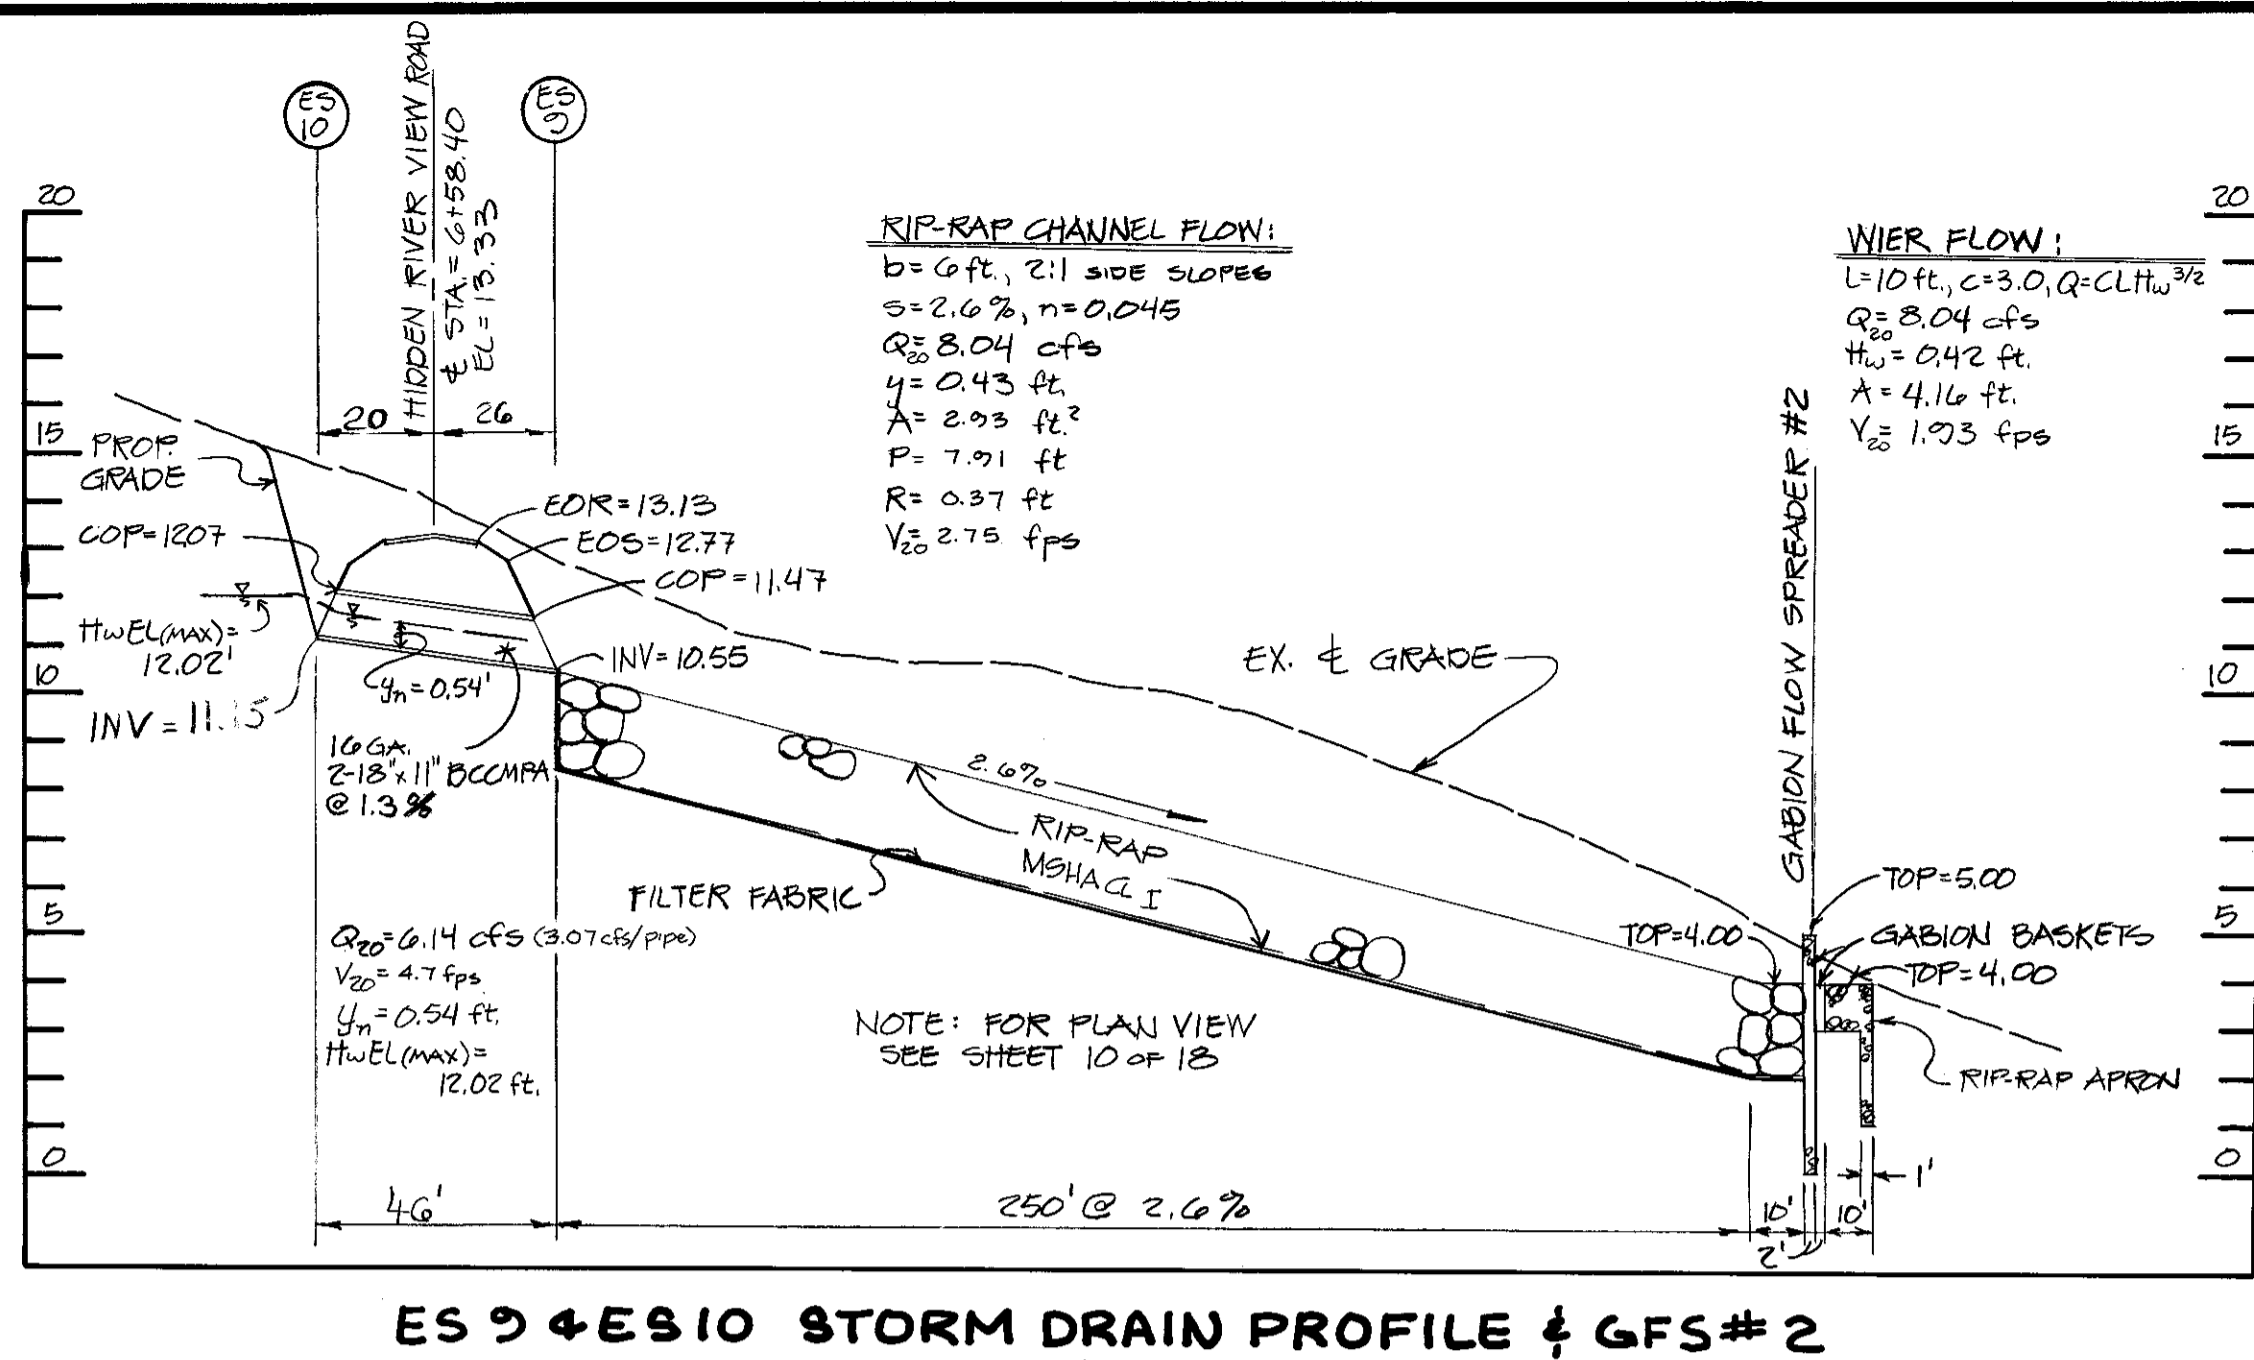 ES
10
ES
9
HIDDEN RIVER VIEW ROAD
℄ STA.= 6+58.40
EL = 13.33
20
26
20
15
10
5
0
20
15
10
5
0
PROP.
GRADE
COP=12.07
HwEL(MAX)=
12.02'
INV = 11.15
EOR=13.13
EOS=12.77
COP=11.47
INV=10.55
yn=0.54'
16 GA.
2-18"x11" BCCMPA
@ 1.3%
Q20=6.14 cfs (3.07cfs/pipe)
V20= 4.7 fps
yn=0.54 ft.
HwEL(MAX)=
12.02 ft.
RIP-RAP CHANNEL FLOW:
b=6ft., 2:1 SIDE SLOPES
S=2.6%, n=0.045
Q20= 8.04 cfs
y= 0.43 ft.
A= 2.93 ft.²
P= 7.91 ft
R= 0.37 ft
V20= 2.75 fps
WIER FLOW:
L=10 ft., c=3.0, Q=CLHw^3/2
Q20= 8.04 cfs
Hw= 0.42 ft.
A= 4.16 ft.
V20= 1.93 fps
EX. ℄ GRADE
2.6%
RIP-RAP
MSHA CL I
FILTER FABRIC
NOTE: FOR PLAN VIEW
SEE SHEET 10 OF 18
GABION FLOW SPREADER #2
TOP=5.00
TOP=4.00
GABION BASKETS
TOP=4.00
RIP-RAP APRON
46'
250' @ 2.6%
10'
2'
10'
1'
ES 9 & ES 10 STORM DRAIN PROFILE & GFS# 2